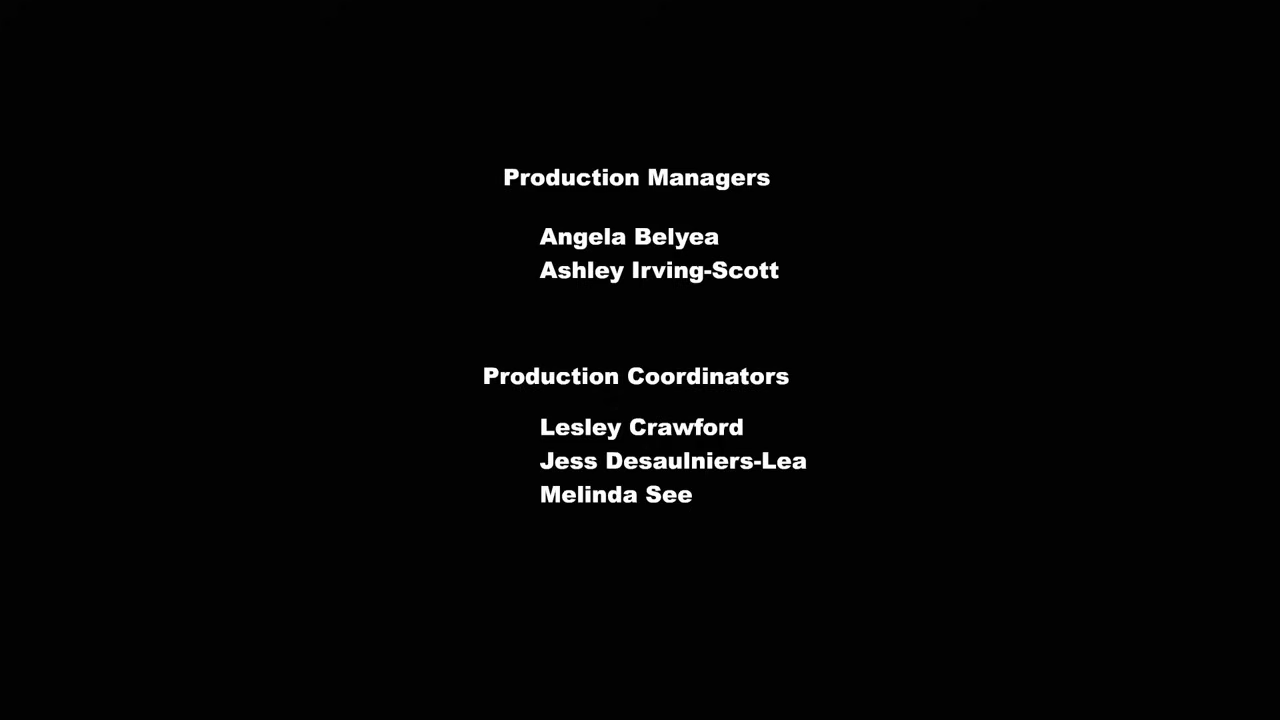 Production Managers
Angela Belyea
Ashley Irving-Scott
Production Coordinators
Lesley Crawford
Jess Desaulniers-Lea
Melinda See